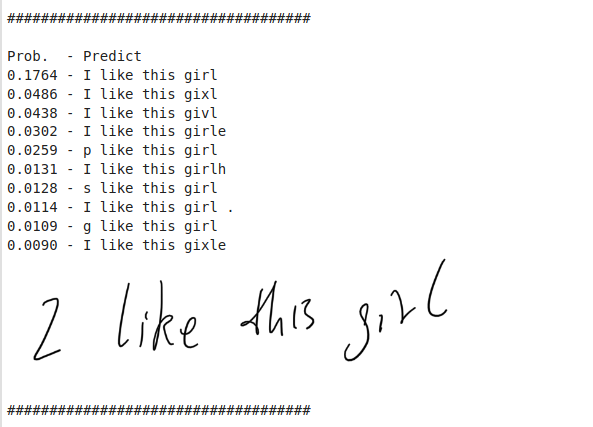 ####################################
Prob. - Predict
0.1764 - I like this girl
0.0486 - I like this gixl
0.0438 - I like this givl
0.0302 - I like this girle
0.0259 - p like this girl
0.0131 - I like this girlh
0.0128 - s like this girl
0.0114 - I like this girl .
0.0109 - g like this girl
0.0090 - I like this gixle
I like this girl
####################################